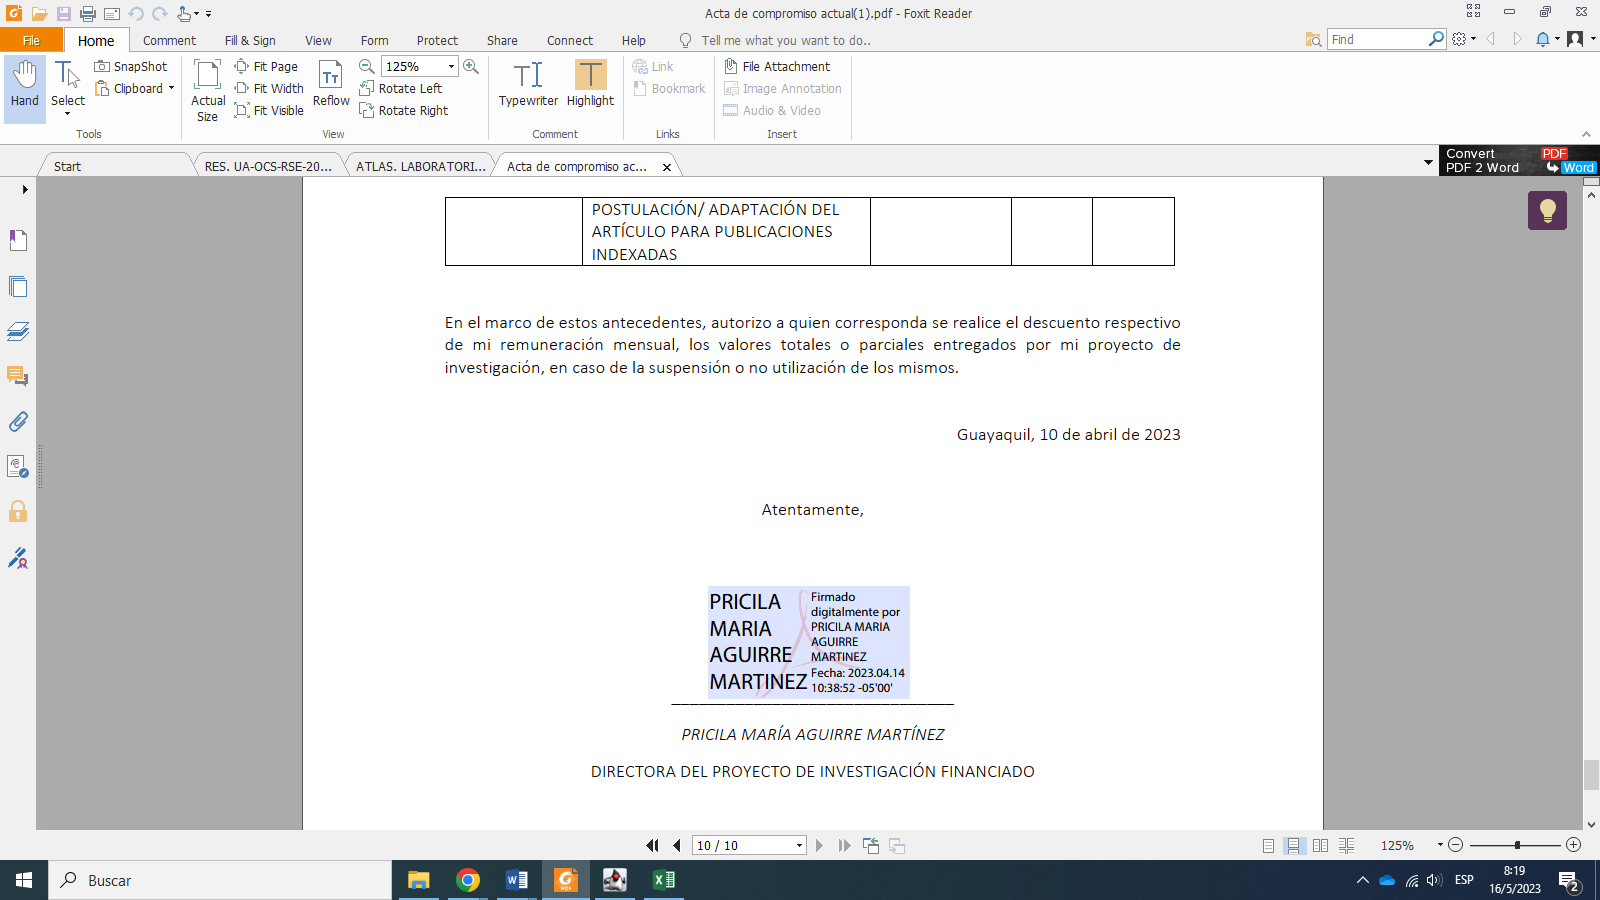 Acta de compromiso actual(1).pdf - Foxit Reader
File
Home
Comment
Fill & Sign
View
Form
Protect
Share
Connect
Help
Tell me what you want to do..
Find
Hand
Select
SnapShot
Clipboard
Tools
Actual
Size
Fit Page
Fit Width
Fit Visible
Reflow
125%
Rotate Left
Rotate Right
View
Typewriter
Highlight
Comment
Link
Bookmark
Links
File Attachment
Image Annotation
Audio & Video
Insert
Start
RES. UA-OCS-RSE-20...
ATLAS. LABORATORI...
Acta de compromiso ac...
Convert
PDF 2 Word
PDF
Word
POSTULACIÓN/ ADAPTACIÓN DEL
ARTÍCULO PARA PUBLICACIONES
INDEXADAS
En el marco de estos antecedentes, autorizo a quien corresponda se realice el descuento respectivo
de mi remuneración mensual, los valores totales o parciales entregados por mi proyecto de
investigación, en caso de la suspensión o no utilización de los mismos.
Guayaquil, 10 de abril de 2023
Atentamente,
PRICILA
MARIA
AGUIRRE
MARTINEZ
Firmado
digitalmente por
PRICILA MARIA
AGUIRRE
MARTINEZ
Fecha: 2023.04.14
10:38:52 -05'00'
PRICILA MARÍA AGUIRRE MARTÍNEZ
DIRECTORA DEL PROYECTO DE INVESTIGACIÓN FINANCIADO
10 / 10
125%
Buscar
ESP
8:19
16/5/2023
2